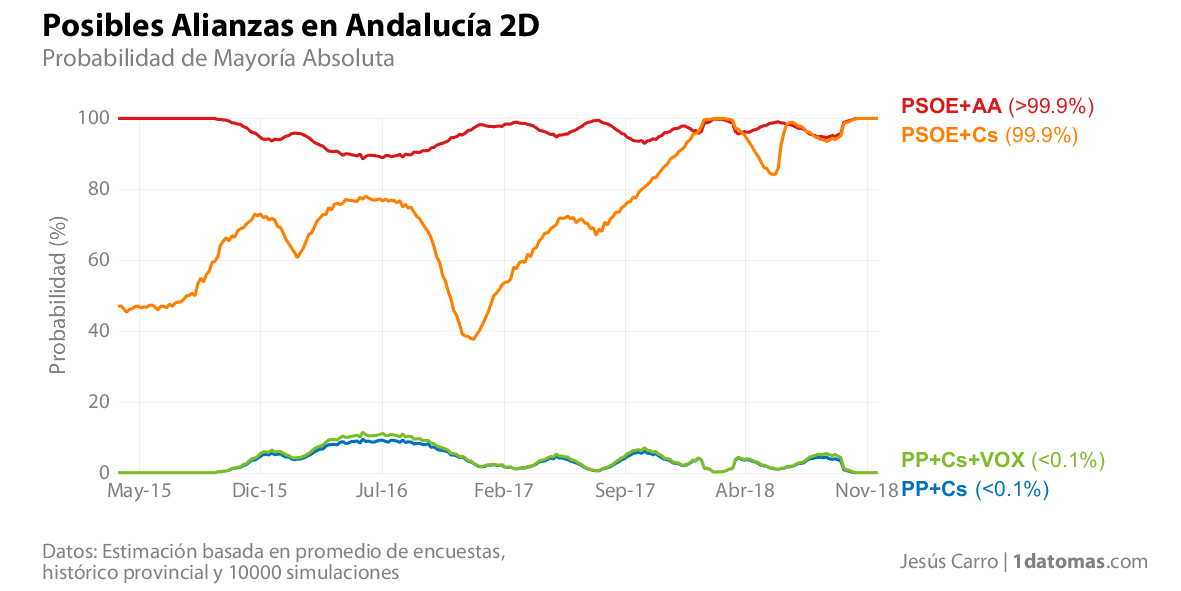 Posibles Alianzas en Andalucía 2D
Probabilidad de Mayoría Absoluta
Probabilidad (%)
100
80
60
40
20
0
May-15
Dic-15
Jul-16
Feb-17
Sep-17
Abr-18
Nov-18
PSOE+AA (>99.9%)
PSOE+Cs (99.9%)
PP+Cs+VOX (<0.1%)
PP+Cs (<0.1%)
Datos: Estimación basada en promedio de encuestas,
histórico provincial y 10000 simulaciones
Jesús Carro | 1datomas.com